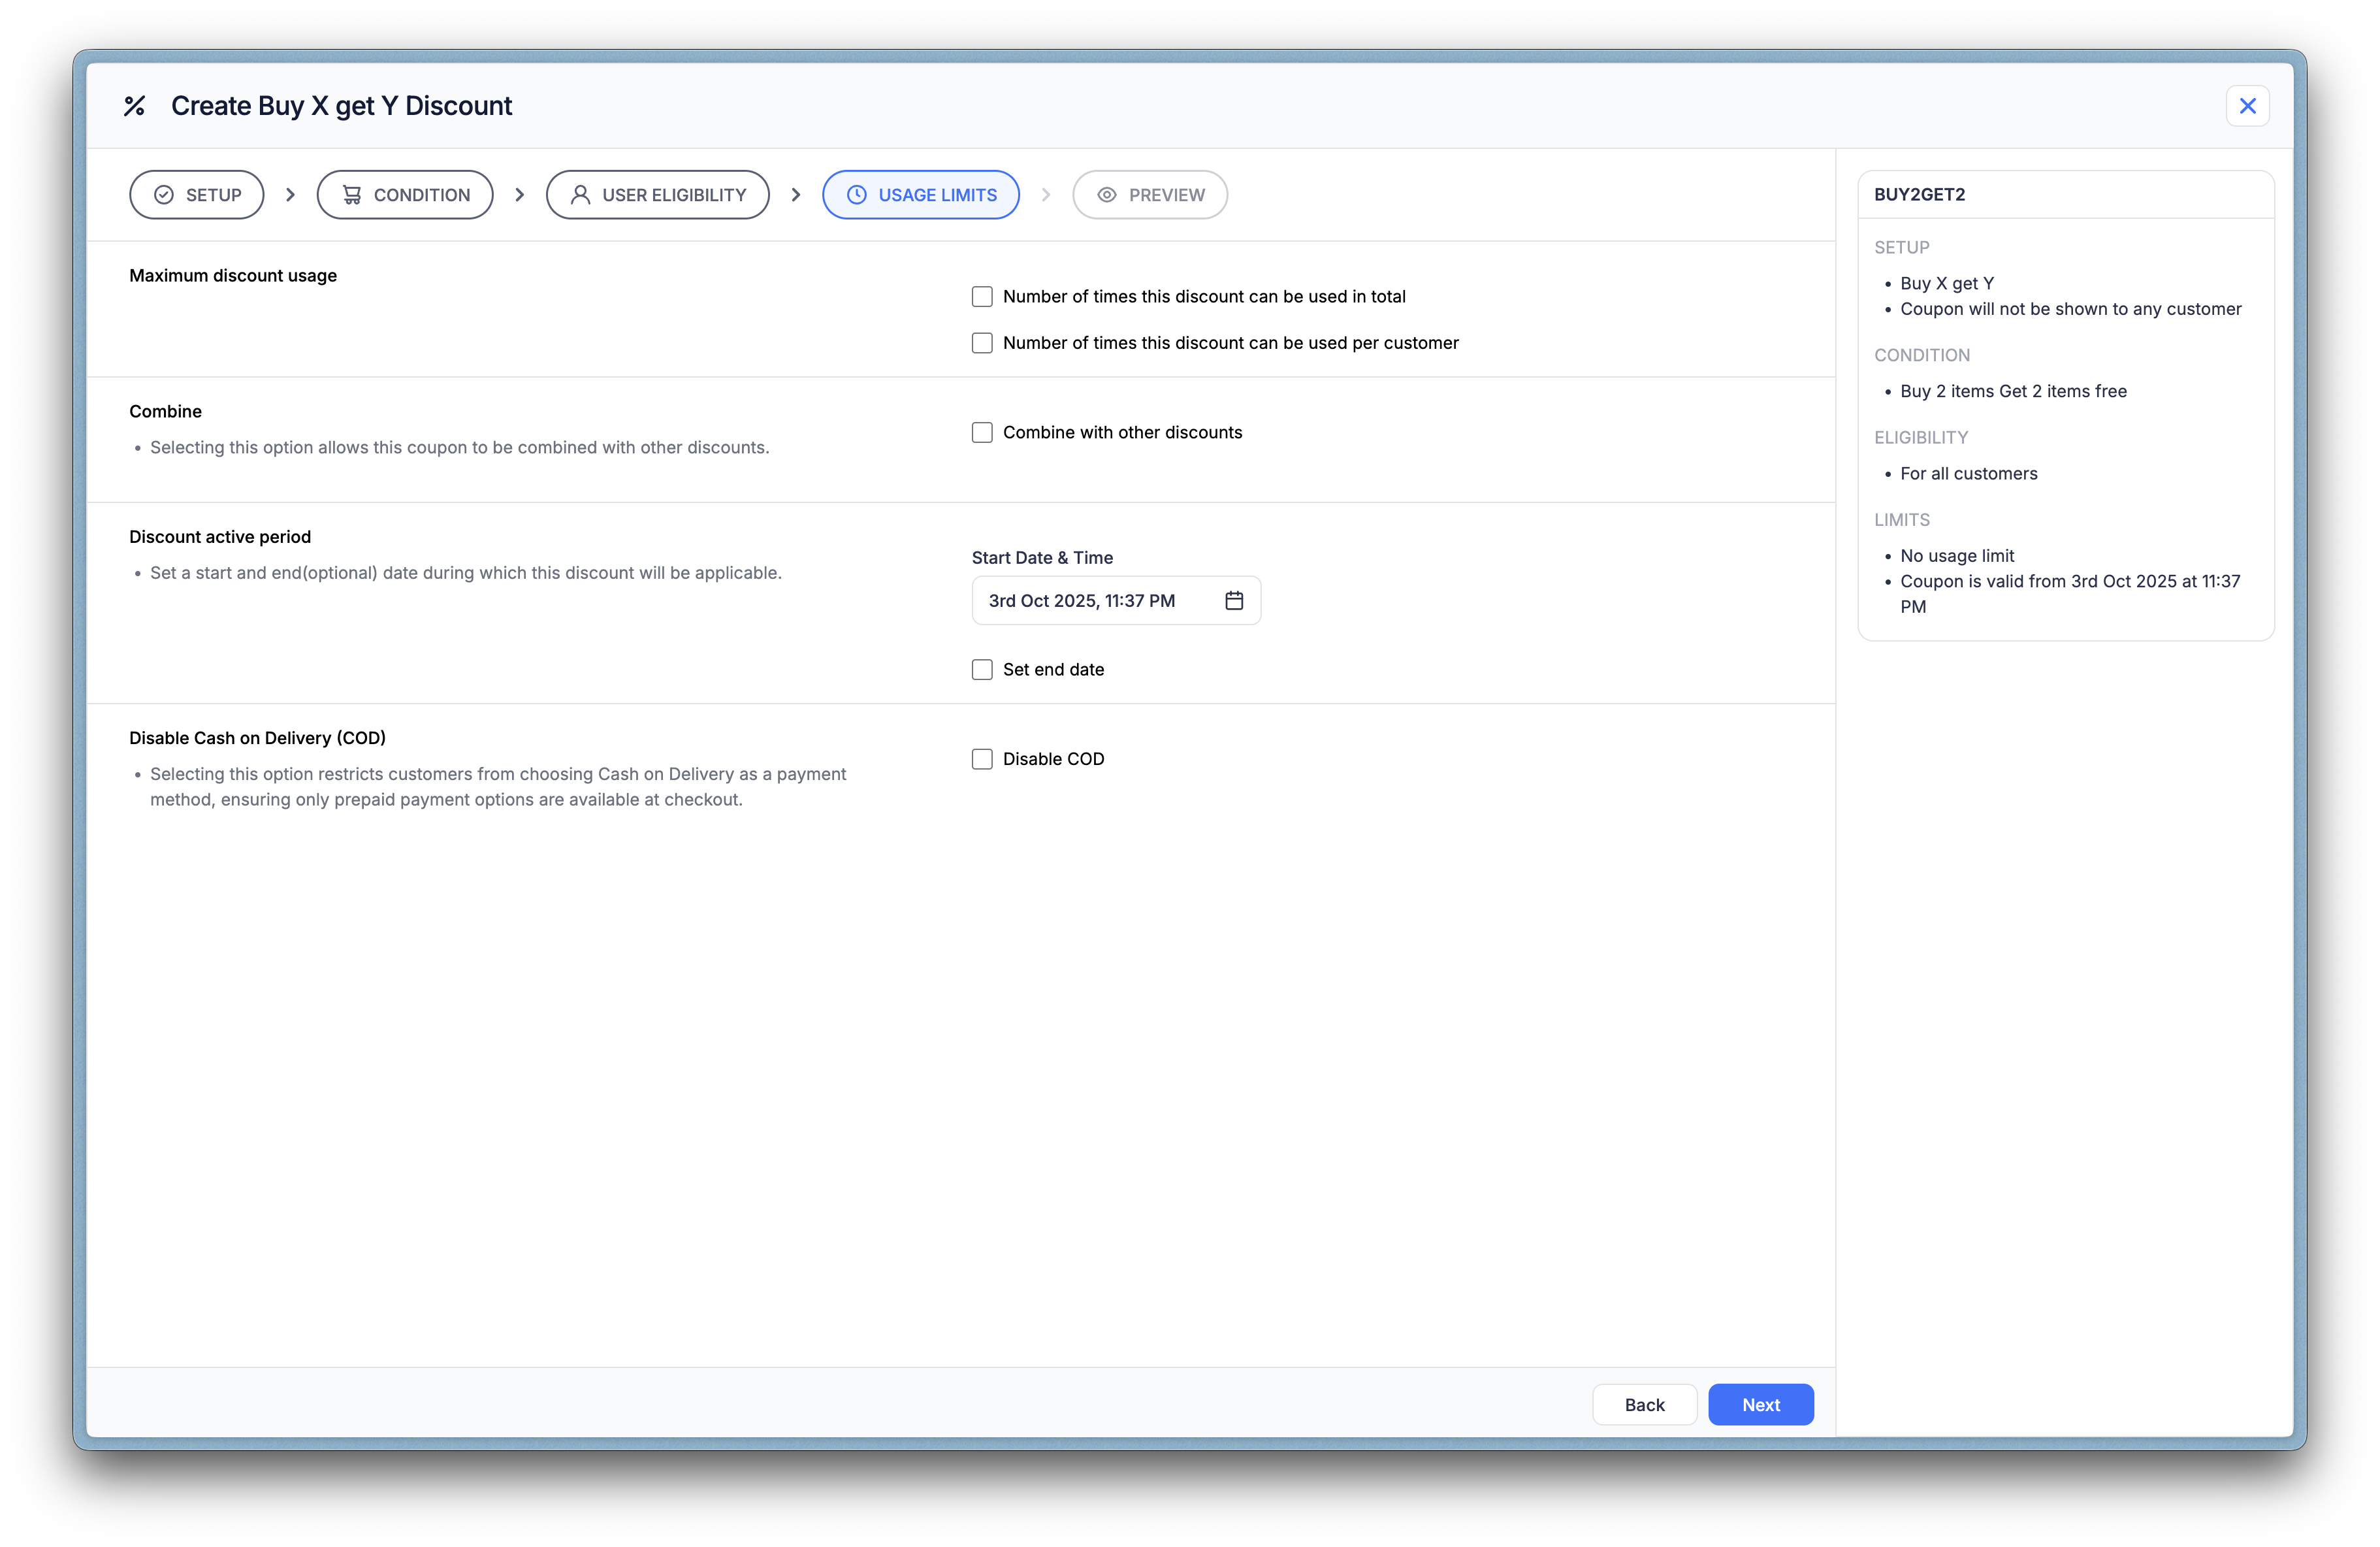 Create Buy X get Y Discount
SETUP
CONDITION
USER ELIGIBILITY
USAGE LIMITS
PREVIEW
Maximum discount usage
Number of times this discount can be used in total
Number of times this discount can be used per customer
Combine
• Selecting this option allows this coupon to be combined with other discounts.
Combine with other discounts
Discount active period
• Set a start and end(optional) date during which this discount will be applicable.
Start Date & Time
3rd Oct 2025, 11:37 PM
Set end date
Disable Cash on Delivery (COD)
• Selecting this option restricts customers from choosing Cash on Delivery as a payment
method, ensuring only prepaid payment options are available at checkout.
Disable COD
Back
Next
BUY2GET2
SETUP
• Buy X get Y
• Coupon will not be shown to any customer
CONDITION
• Buy 2 items Get 2 items free
ELIGIBILITY
• For all customers
LIMITS
• No usage limit
• Coupon is valid from 3rd Oct 2025 at 11:37
PM